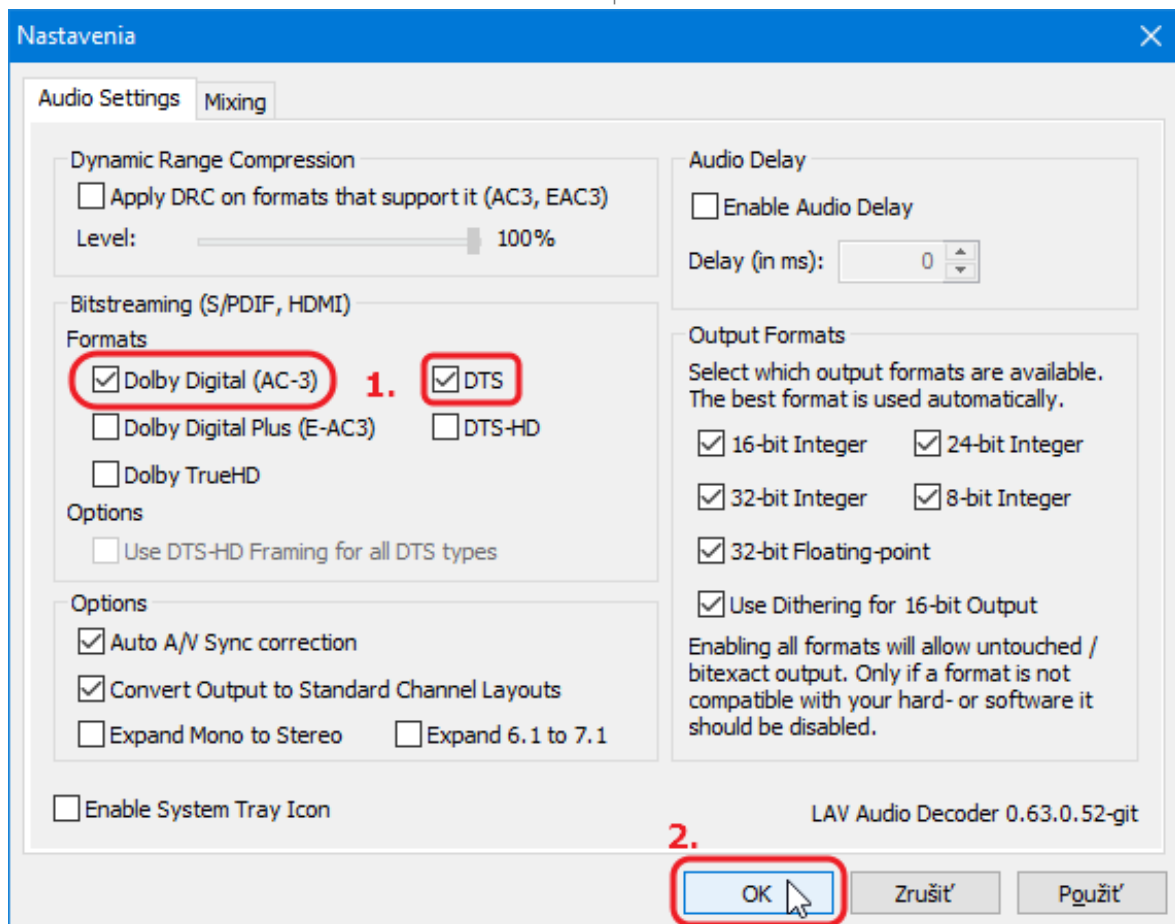 Nastavenia
Audio Settings
Mixing
Dynamic Range Compression
Apply DRC on formats that support it (AC3, EAC3)
Level:
100%
Bitstreaming (S/PDIF, HDMI)
Formats
Dolby Digital (AC-3)
1.
DTS
Dolby Digital Plus (E-AC3)
DTS-HD
Dolby TrueHD
Options
Use DTS-HD Framing for all DTS types
Options
Auto A/V Sync correction
Convert Output to Standard Channel Layouts
Expand Mono to Stereo
Expand 6.1 to 7.1
Enable System Tray Icon
Audio Delay
Enable Audio Delay
Delay (in ms):
0
Output Formats
Select which output formats are available.
The best format is used automatically.
16-bit Integer
24-bit Integer
32-bit Integer
8-bit Integer
32-bit Floating-point
Use Dithering for 16-bit Output
Enabling all formats will allow untouched /
bitexact output. Only if a format is not
compatible with your hard- or software it
should be disabled.
LAV Audio Decoder 0.63.0.52-git
2.
OK
Zrušiť
Použiť